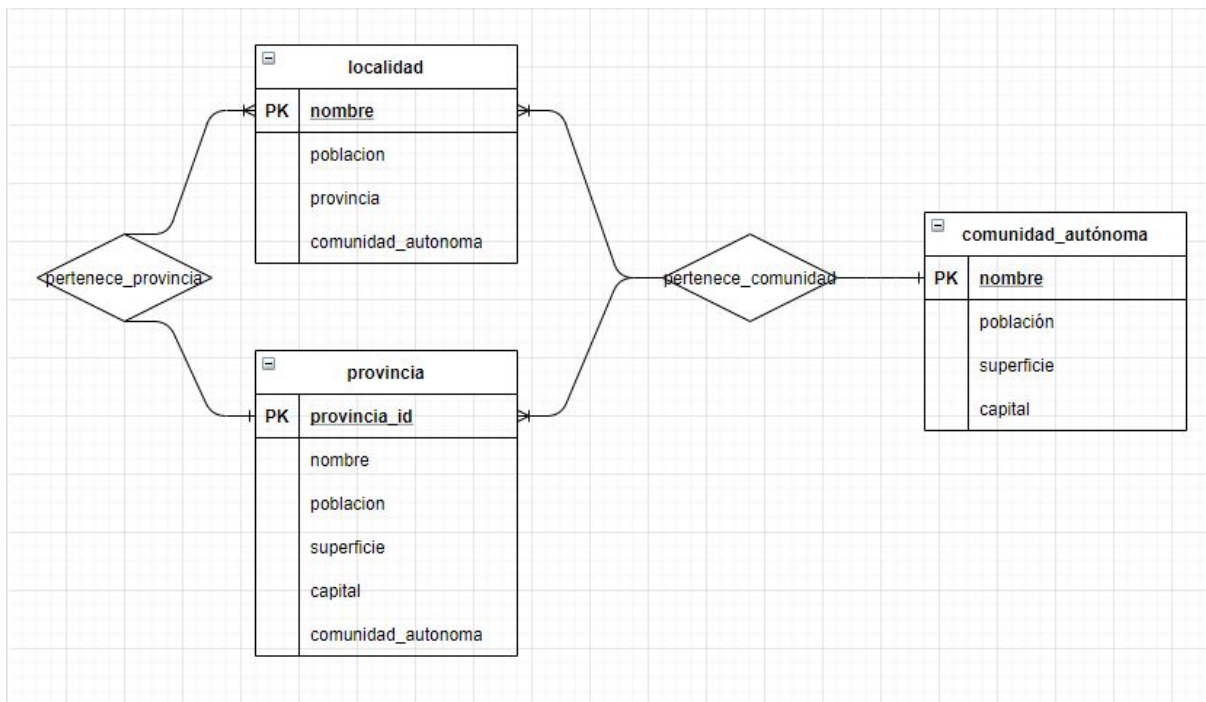 localidad
PK nombre
poblacion
provincia
comunidad_autonoma
pertenece_provincia
provincia
PK provincia_id
nombre
poblacion
superficie
capital
comunidad_autonoma
pertenece_comunidad
comunidad_autónoma
PK nombre
población
superficie
capital